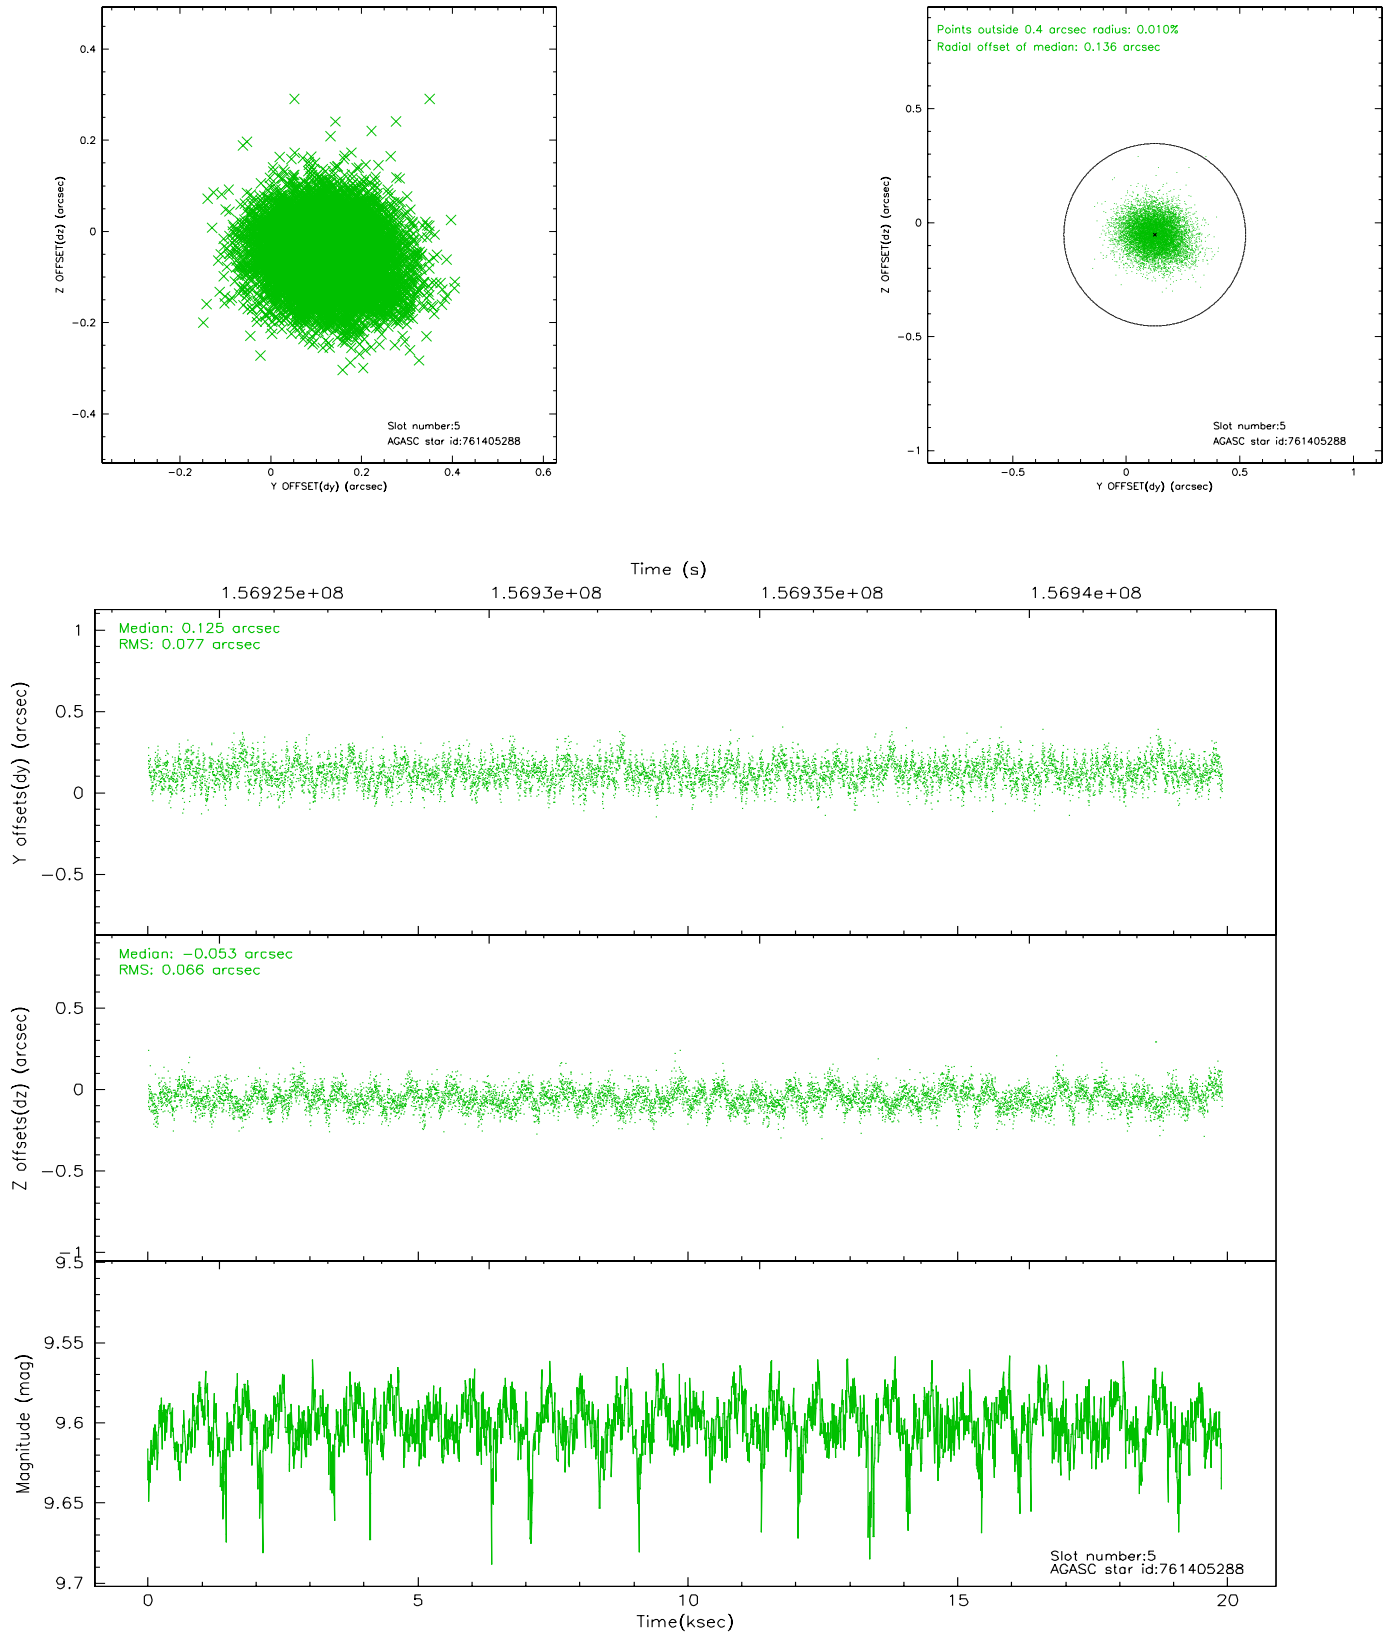 0.4
0.2
0
−0.2
−0.4
Z OFFSET(dz) (arcsec)
Slot number:5
AGASC star id:761405288
−0.2 0 0.2 0.4 0.6
Y OFFSET(dy) (arcsec)
Points outside 0.4 arcsec radius: 0.010%
Radial offset of median: 0.136 arcsec
0.5
0
−0.5
−1
Z OFFSET(dz) (arcsec)
Slot number:5
AGASC star id:761405288
−0.5 0 0.5 1
Y OFFSET(dy) (arcsec)
Time (s)
1.56925e+08 1.5693e+08 1.56935e+08 1.5694e+08
Median: 0.125 arcsec
RMS: 0.077 arcsec
1
0.5
0
−0.5
Y offsets(dy) (arcsec)
Median: −0.053 arcsec
RMS: 0.066 arcsec
0.5
0
−0.5
−1
Z offsets(dz) (arcsec)
9.5
9.55
9.6
9.65
9.7
Magnitude (mag)
Slot number:5
AGASC star id:761405288
0 5 10 15 20
Time(ksec)